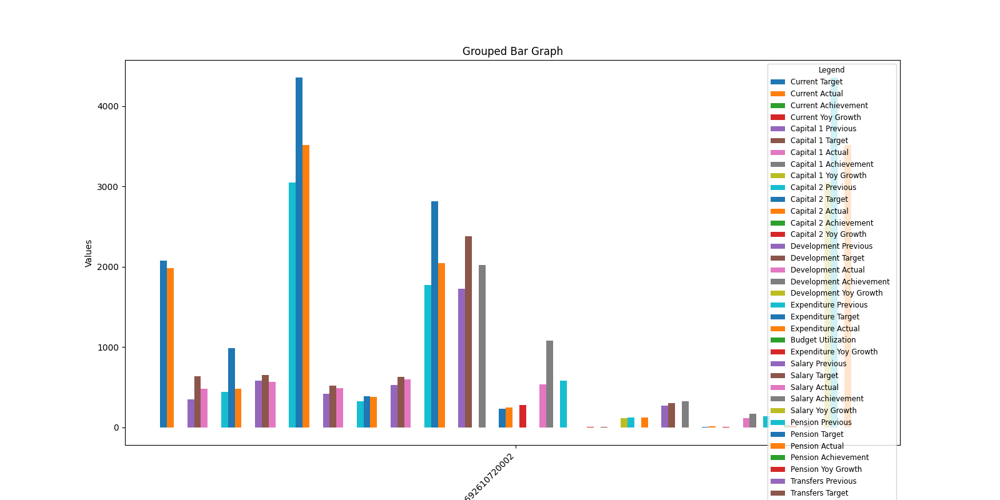 Grouped Bar Graph
Values
4000
3000
2000
1000
0
692610720002
Legend
Current Target
Current Actual
Current Achievement
Current Yoy Growth
Capital 1 Previous
Capital 1 Target
Capital 1 Actual
Capital 1 Achievement
Capital 1 Yoy Growth
Capital 2 Previous
Capital 2 Target
Capital 2 Actual
Capital 2 Achievement
Capital 2 Yoy Growth
Development Previous
Development Target
Development Actual
Development Achievement
Development Yoy Growth
Expenditure Previous
Expenditure Target
Expenditure Actual
Budget Utilization
Expenditure Yoy Growth
Salary Previous
Salary Target
Salary Actual
Salary Achievement
Salary Yoy Growth
Pension Previous
Pension Target
Pension Actual
Pension Achievement
Pension Yoy Growth
Transfers Previous
Transfers Target